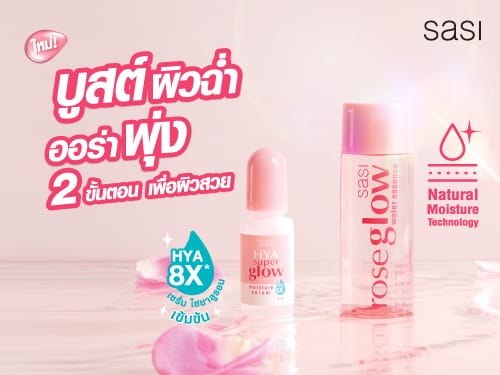 ใหม่!
sasi
บูสต์ผิวฉ่ำ
ออร่าพุ่ง
2 ขั้นตอน เพื่อผิวสวย
HYA
8X*
เซรั่ม ไฮยาลูรอน
เข้มข้น
sasi
HYA
super
glow
moisture
serum
8X
sasi
rose glow
water essence
Natural
Moisture
Technology